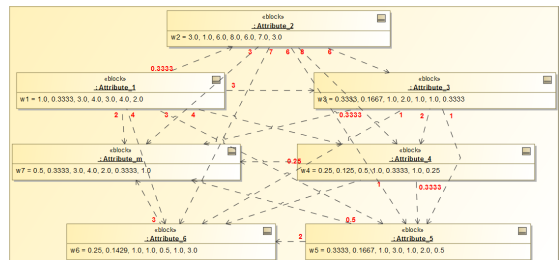 «block»
: Attribute_2
w2 = 3.0, 1.0, 6.0, 8.0, 6.0, 7.0, 3.0
0.3333
3
7
6
8
6
«block»
: Attribute_1
w1 = 1.0, 0.3333, 3.0, 4.0, 3.0, 4.0, 2.0
3
«block»
: Attribute_3
w3 = 0.3333, 0.1667, 1.0, 2.0, 1.0, 1.0, 0.3333
2
4
3
4
0.3333
1
2
1
«block»
: Attribute_m
w7 = 0.5, 0.3333, 3.0, 4.0, 2.0, 0.3333, 1.0
0.25
«block»
: Attribute_4
w4 = 0.25, 0.125, 0.5, 1.0, 0.3333, 1.0, 0.25
1
0.3333
3
0.5
«block»
: Attribute_6
w6 = 0.25, 0.1429, 1.0, 1.0, 0.5, 1.0, 3.0
2
«block»
: Attribute_5
w5 = 0.3333, 0.1667, 1.0, 3.0, 1.0, 2.0, 0.5